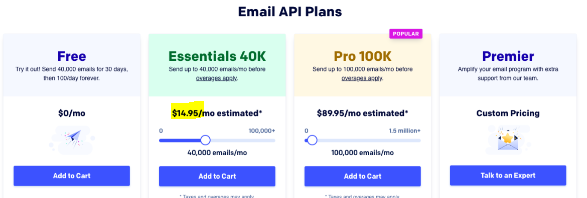 Email API Plans
POPULAR
Free
Try it out! Send 40,000 emails for 30 days,
then 100/day forever.
$0/mo
Add to Cart
Essentials 40K
Send up to 40,000 emails/mo before
overages apply.
$14.95/mo estimated*
0 100,000+
40,000 emails/mo
Add to Cart
* Taxes and overages may apply.
Pro 100K
Send up to 100,000 emails/mo before
overages apply.
$89.95/mo estimated*
0 1.5 million+
100,000 emails/mo
Add to Cart
* Taxes and overages may apply.
Premier
Amplify your email program with extra
support from our team.
Custom Pricing
Talk to an Expert